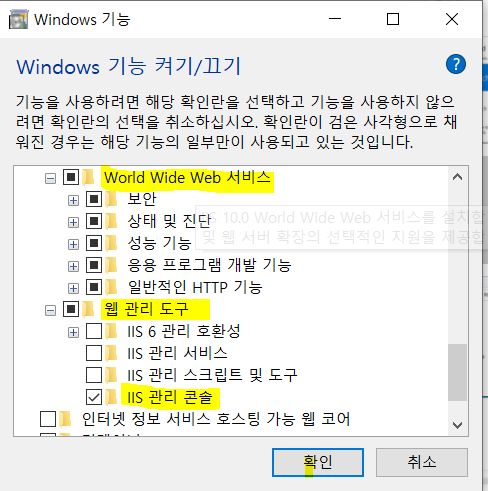 Windows 기능
Windows 기능 켜기/끄기
기능을 사용하려면 해당 확인란을 선택하고 기능을 사용하지 않으
려면 확인란의 선택을 취소하십시오. 확인란이 검은 사각형으로 채
워진 경우는 해당 기능의 일부만이 사용되고 있는 것입니다.
World Wide Web 서비스
보안
상태 및 진단
10.0 World Wide Web 서비스를 설치할
성능 기능
및 웹 서버 확장의 선택적인 지원을 제공합
응용 프로그램 개발 기능
일반적인 HTTP 기능
웹 관리 도구
IIS 6 관리 호환성
IIS 관리 서비스
IIS 관리 스크립트 및 도구
IIS 관리 콘솔
인터넷 정보 서비스 호스팅 가능 웹 코어
확인
취소